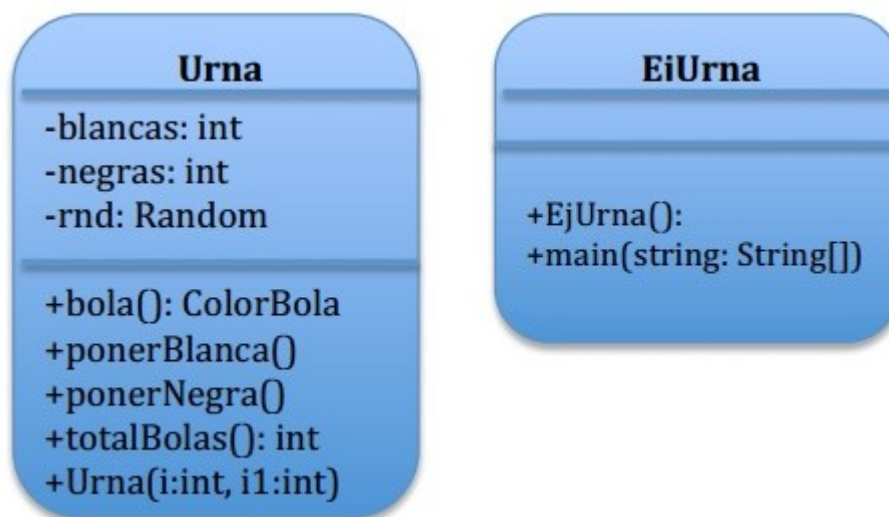 Urna
-blancas: int
-negras: int
-rnd: Random
+bola(): ColorBola
+ponerBlanca()
+ponerNegra()
+totalBolas(): int
+Urna(i:int, i1:int)
EjUrna
+EjUrna():
+main(string: String[])